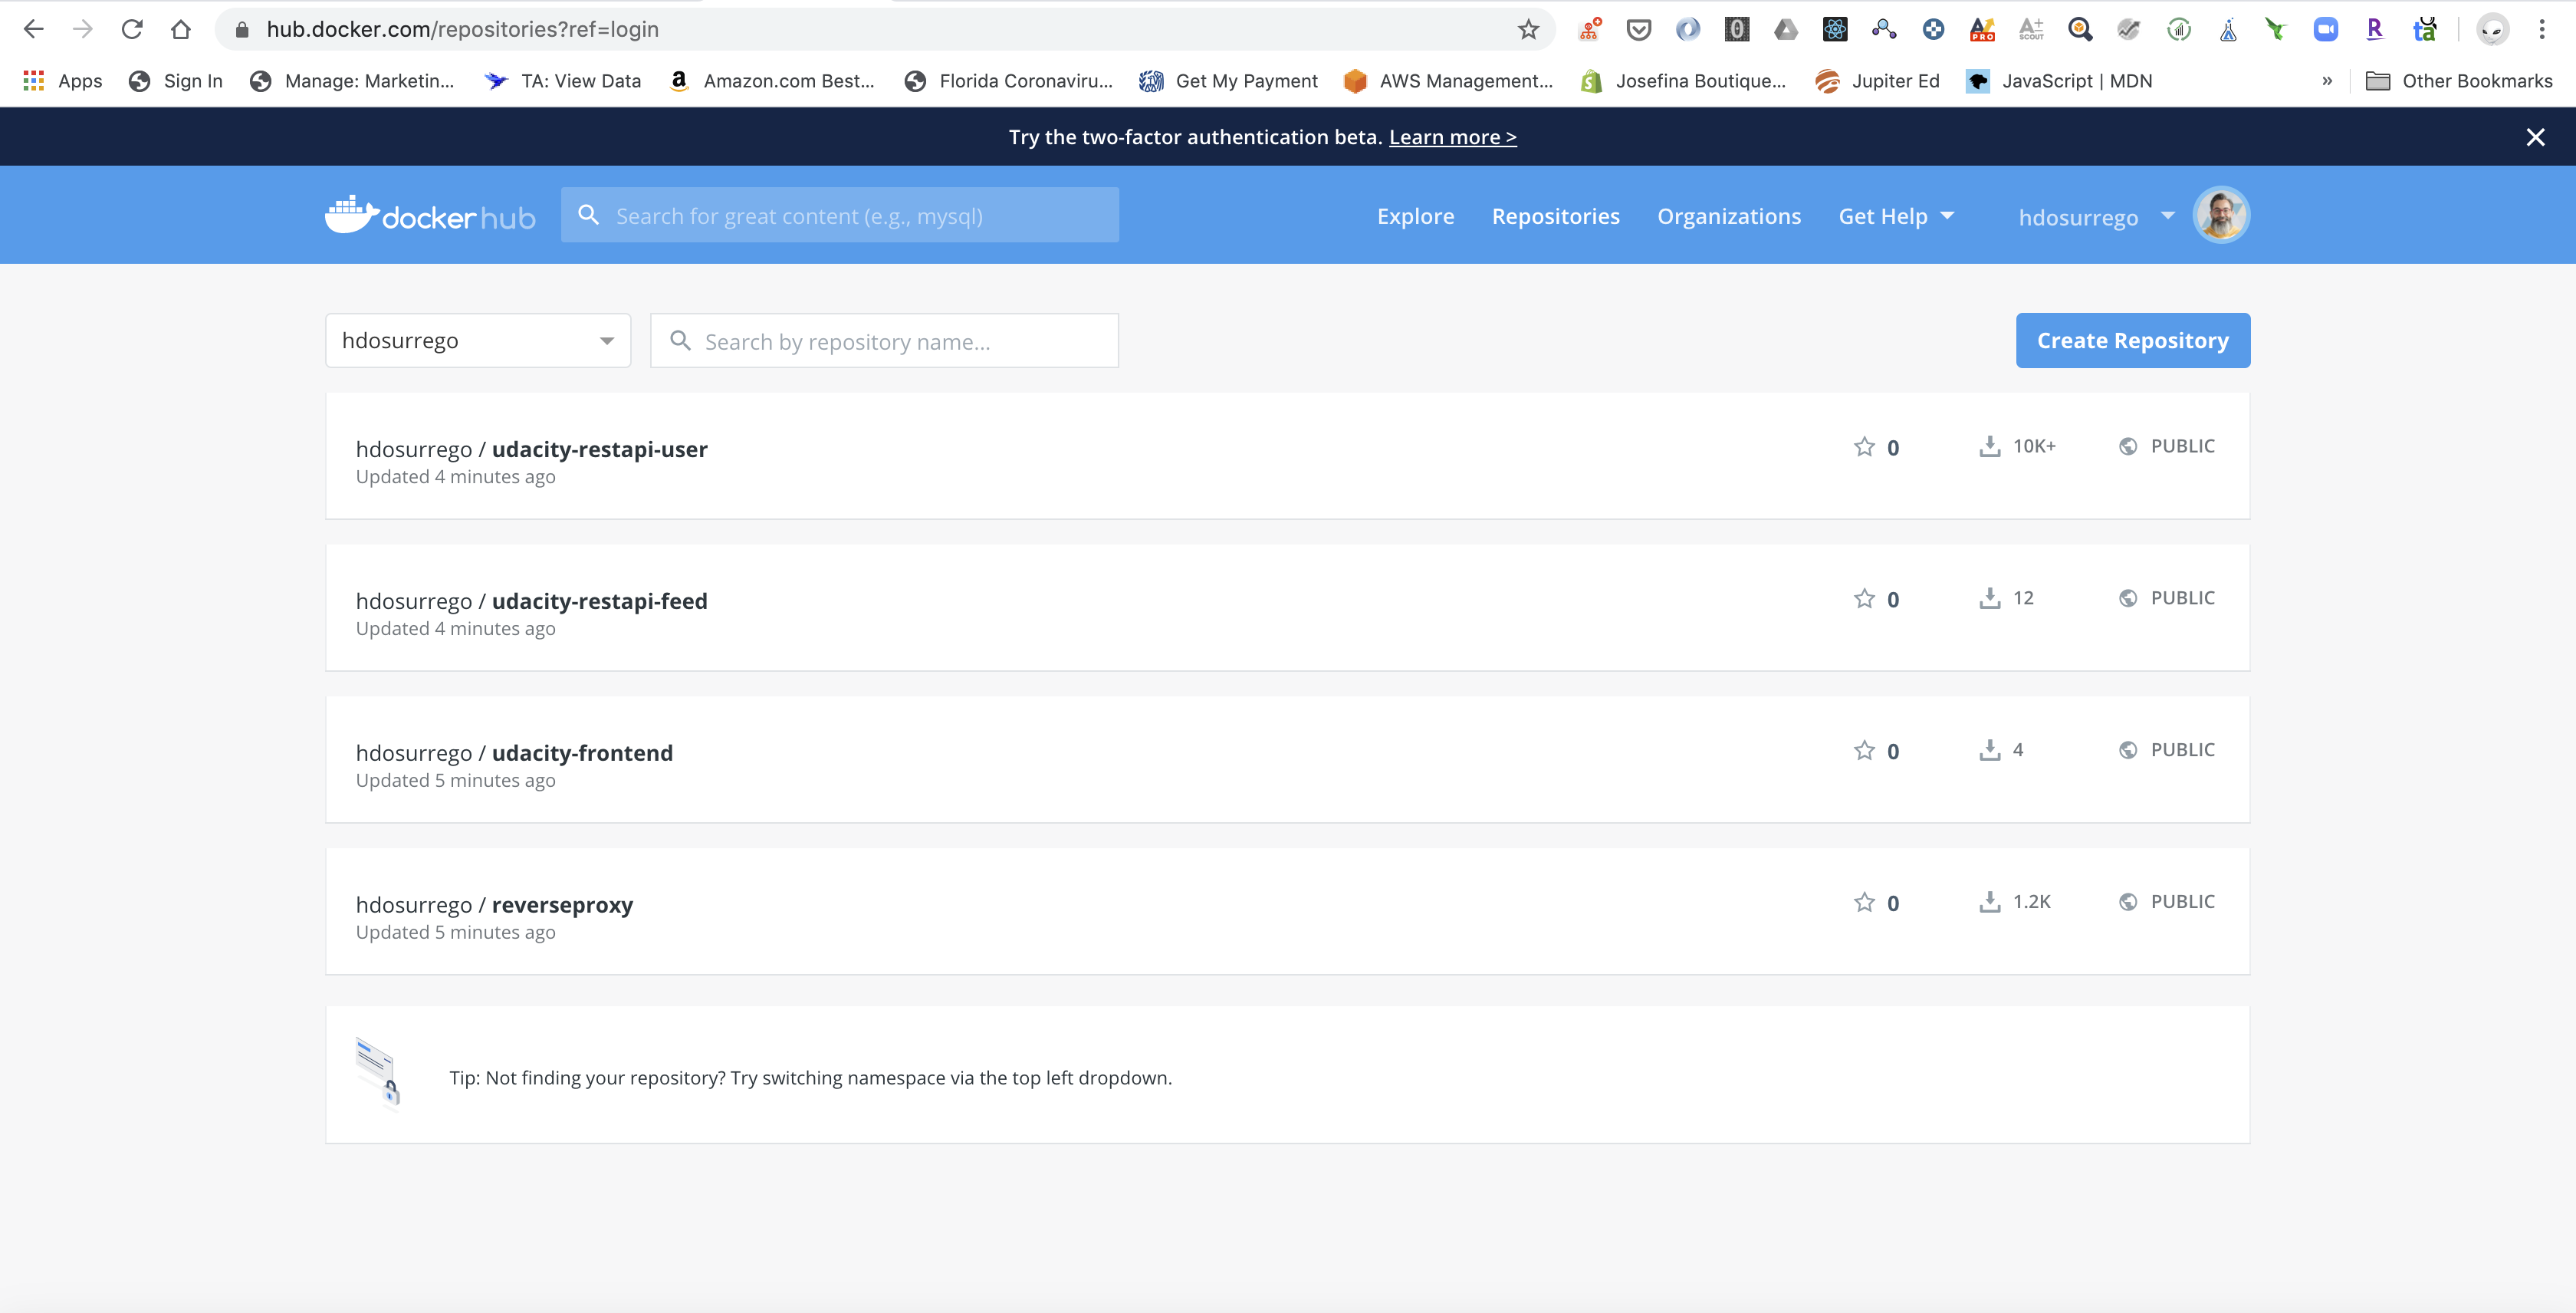 hub.docker.com/repositories?ref=login
Apps Sign In Manage: Marketin... TA: View Data Amazon.com Best... Florida Coronaviru... Get My Payment AWS Management... Josefina Boutique... Jupiter Ed JavaScript | MDN » Other Bookmarks
Try the two-factor authentication beta. Learn more >
dockerhub Search for great content (e.g., mysql) Explore Repositories Organizations Get Help hdosurrego
hdosurrego Search by repository name... Create Repository
hdosurrego / udacity-restapi-user 0 10K+ PUBLIC
Updated 4 minutes ago
hdosurrego / udacity-restapi-feed 0 12 PUBLIC
Updated 4 minutes ago
hdosurrego / udacity-frontend 0 4 PUBLIC
Updated 5 minutes ago
hdosurrego / reverseproxy 0 1.2K PUBLIC
Updated 5 minutes ago
Tip: Not finding your repository? Try switching namespace via the top left dropdown.